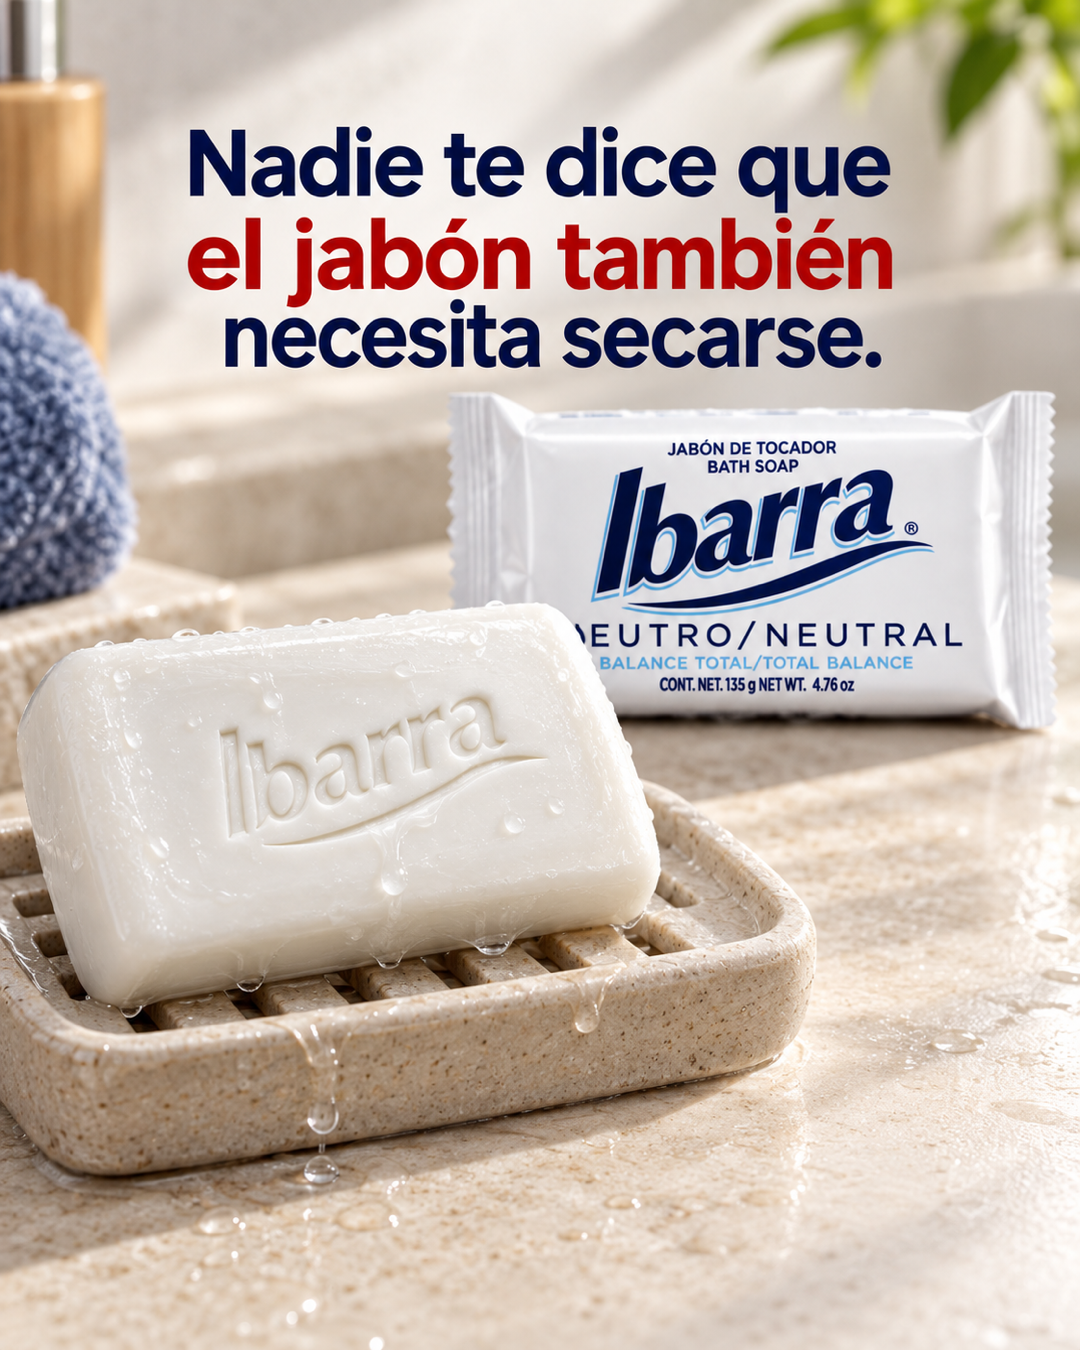 Nadie te dice que
el jabón también
necesita secarse.
JABÓN DE TOCADOR
BATH SOAP
Ibarra®
EUTRO/NEUTRAL
BALANCE TOTAL/TOTAL BALANCE
CONT. NET. 135 g NET WT. 4.76 oz
Ibarra